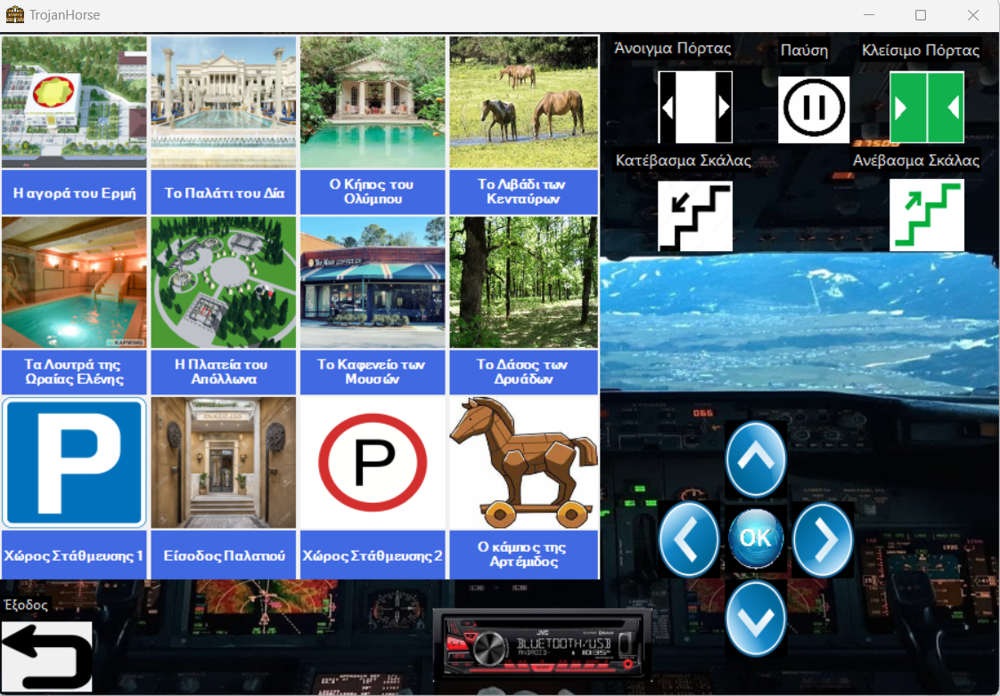 TrojanHorse
Άνοιγμα Πόρτας
Παύση
Κλείσιμο Πόρτας
Κατέβασμα Σκάλας
Ανέβασμα Σκάλας
Η αγορά του Ερμή
Το Παλάτι του Δία
Ο Κήπος του
Ολύμπου
Το Λιβάδι των
Κενταύρων
KAPWING
Τα Λουτρά της
Ωραίας Ελένης
Η Πλατεία του
Απόλλωνα
Το Καφενείο των
Μουσών
Το Δάσος των
Δρυάδων
P
P
Χώρος Στάθμευσης 1
Είσοδος Παλατιού
Χώρος Στάθμευσης 2
Ο κάμπος της
Αρτέμιδος
OK
Έξοδος
JVC
BLUETOOTH/USB
ANDROID